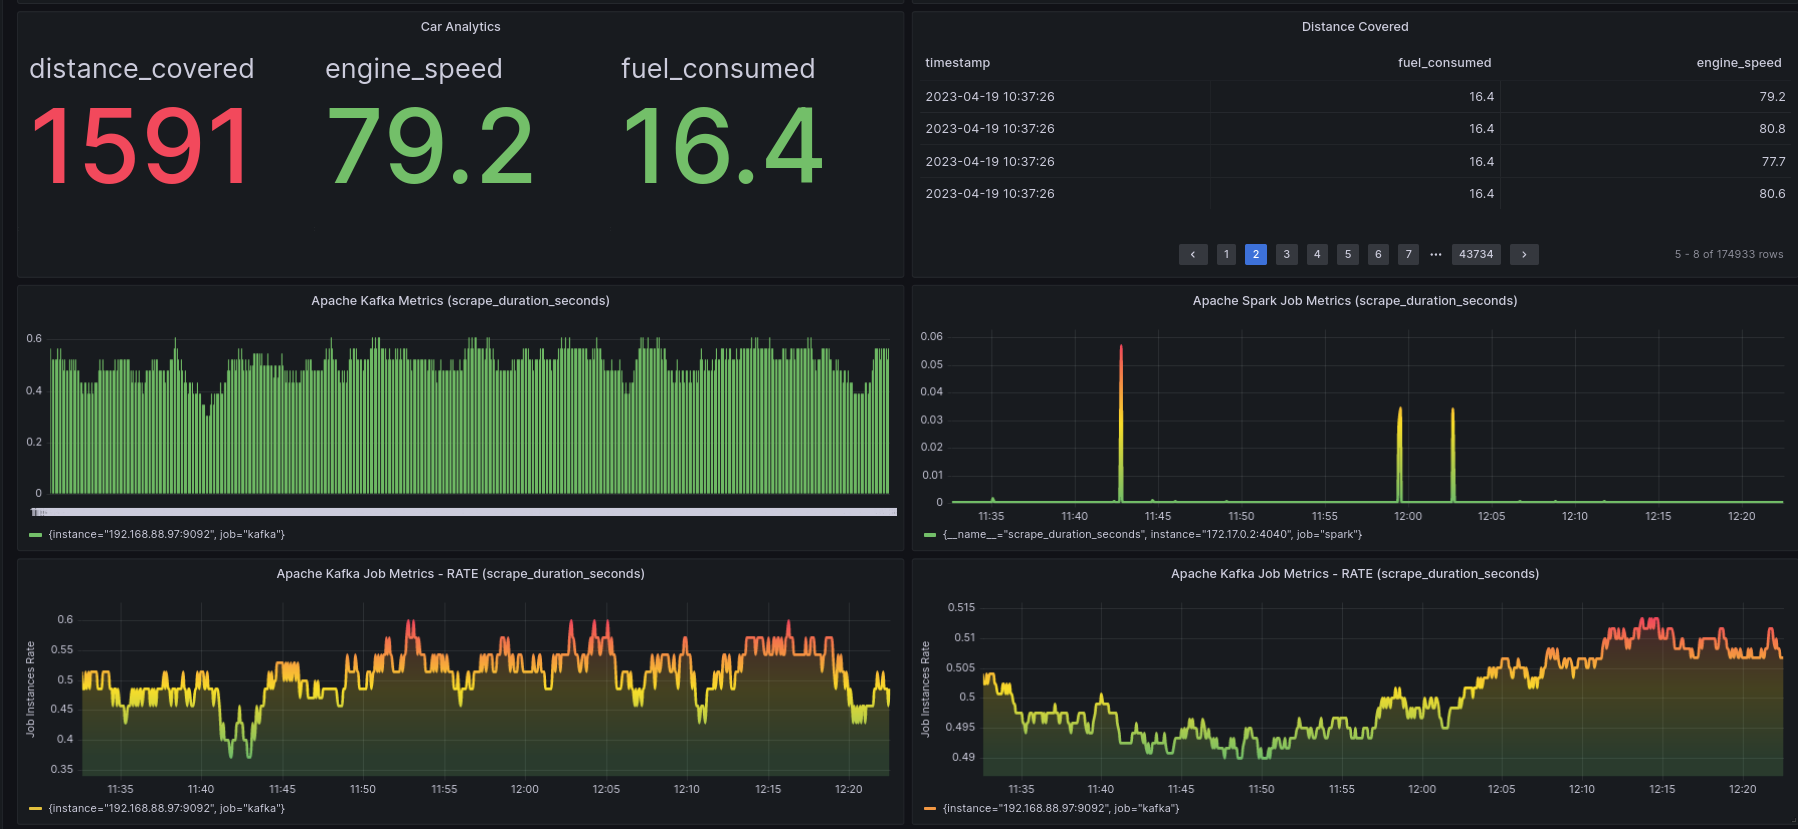 Car Analytics
distance_covered engine_speed fuel_consumed
1591 79.2 16.4
Distance Covered
timestamp fuel_consumed engine_speed
2023-04-19 10:37:26 16.4 79.2
2023-04-19 10:37:26 16.4 80.8
2023-04-19 10:37:26 16.4 77.7
2023-04-19 10:37:26 16.4 80.6
‹ 1 2 3 4 5 6 7 ••• 43734 ›
5 - 8 of 174933 rows
Apache Kafka Metrics (scrape_duration_seconds)
0.6
0.4
0.2
0
{instance="192.168.88.97:9092", job="kafka"}
Apache Spark Job Metrics (scrape_duration_seconds)
0.06
0.05
0.04
0.03
0.02
0.01
0
11:35 11:40 11:45 11:50 11:55 12:00 12:05 12:10 12:15 12:20
{__name__="scrape_duration_seconds", instance="172.17.0.2:4040", job="spark"}
Apache Kafka Job Metrics - RATE (scrape_duration_seconds)
Job Instances Rate
0.6
0.55
0.5
0.45
0.4
0.35
11:35 11:40 11:45 11:50 11:55 12:00 12:05 12:10 12:15 12:20
{instance="192.168.88.97:9092", job="kafka"}
Apache Kafka Job Metrics - RATE (scrape_duration_seconds)
Job Instances Rate
0.515
0.51
0.505
0.5
0.495
0.49
11:35 11:40 11:45 11:50 11:55 12:00 12:05 12:10 12:15 12:20
{instance="192.168.88.97:9092", job="kafka"}